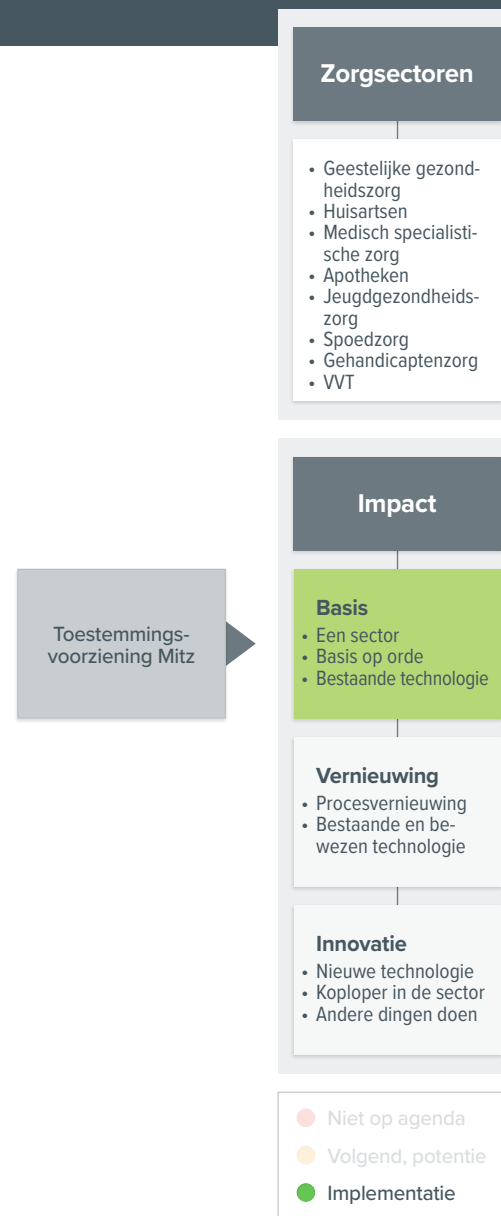 Zorgsectoren
• Geestelijke gezond-
heidszorg
• Huisartsen
• Medisch specialisti-
sche zorg
• Apotheken
• Jeugdgezondheids-
zorg
• Spoedzorg
• Gehandicaptenzorg
• VVT
Impact
Toestemmings-
voorziening Mitz
Basis
• Een sector
• Basis op orde
• Bestaande technologie
Vernieuwing
• Procesvernieuwing
• Bestaande en be-
wezen technologie
Innovatie
• Nieuwe technologie
• Koploper in de sector
• Andere dingen doen
Niet op agenda
Volgend, potentie
Implementatie